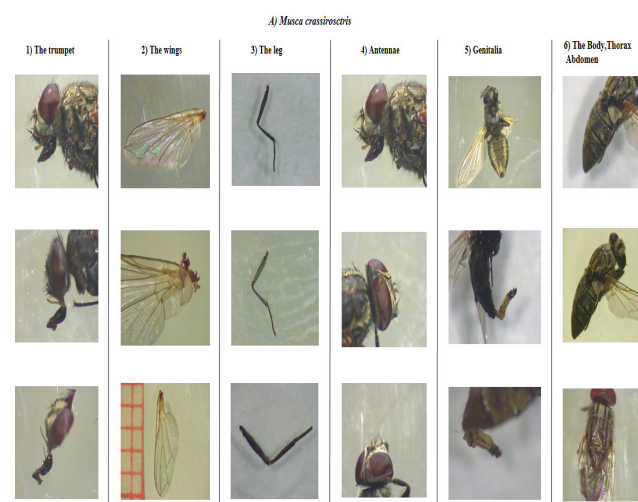 A) Musca crassirosctris
1) The trumpet
2) The wings
3) The leg
4) Antennae
5) Genitalia
6) The Body,Thorax
Abdomen